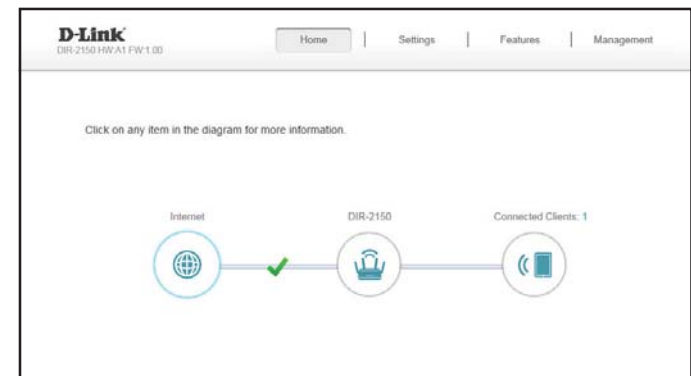 D-Link
DIR-2150 HW:A1 FW:1.00
Home | Settings | Features | Management
Click on any item in the diagram for more information.
Internet DIR-2150 Connected Clients: 1